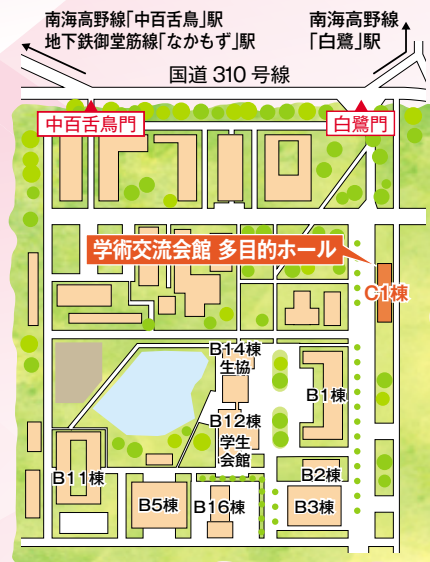 南海高野線「中百舌鳥」駅
地下鉄御堂筋線「なかもず」駅
南海高野線
「白鷺」駅
国道310号線
中百舌鳥門
白鷺門
学術交流会館 多目的ホール
C1棟
B14棟
生協
B1棟
B12棟
学生
会館
B11棟
B2棟
B5棟
B16棟
B3棟